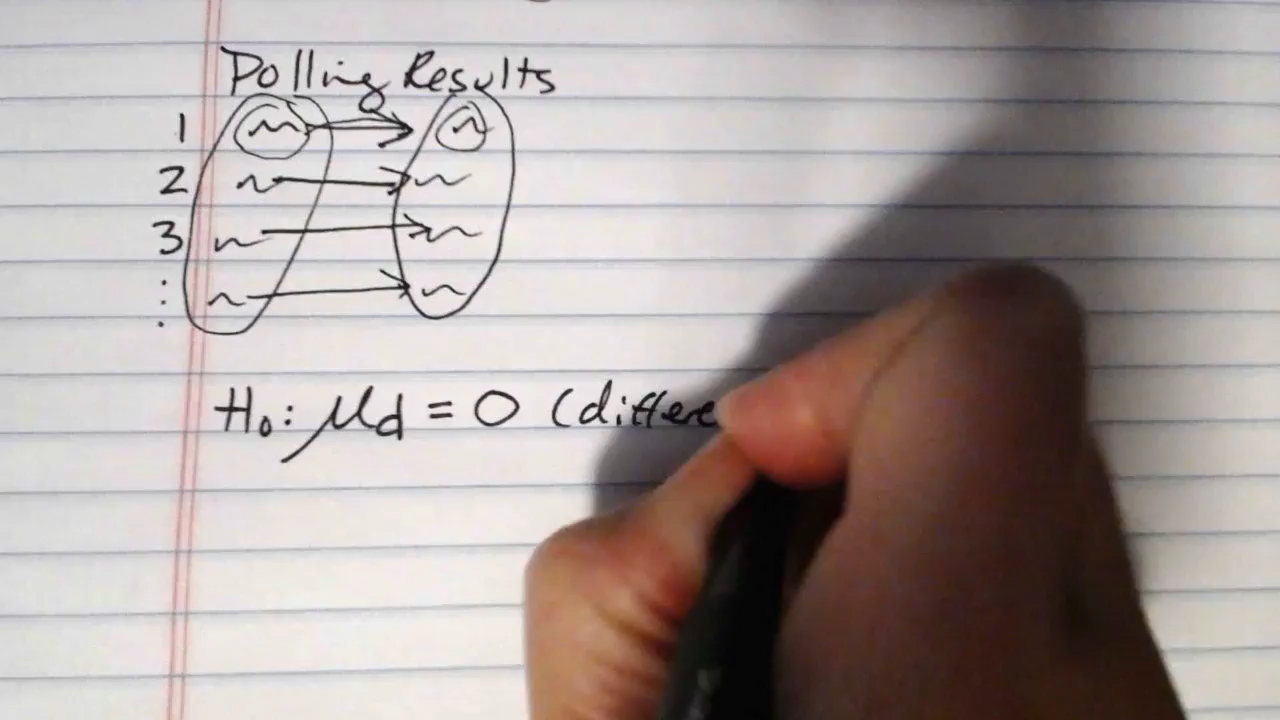 Polling Results
1
2
3
:
.
H₀: μd = 0 (differe